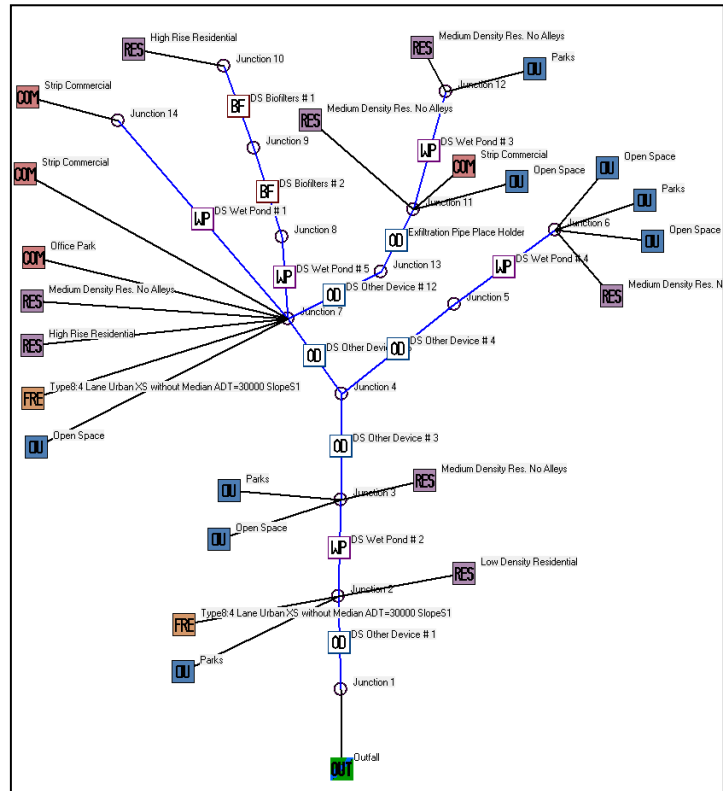 RES High Rise Residential
Junction 10
RES Medium Density Res. No Alleys
OU Parks
Junction 12
COM Strip Commercial
Junction 14
BF DS Biofilters # 1
RES Medium Density Res. No Alleys
Junction 9
WP DS Wet Pond # 3
COM Strip Commercial
OU Open Space
OU Open Space
COM Strip Commercial
BF DS Biofilters # 2
Junction 11
OU Parks
WP DS Wet Pond # 1
Junction 6
OU Open Space
Junction 8
OD Exfiltration Pipe Place Holder
COM Office Park
WP DS Wet Pond # 4
WP DS Wet Pond # 5
Junction 13
RES Medium Density Res. N
RES Medium Density Res. No Alleys
OD DS Other Device # 12
Junction 5
Junction 7
RES High Rise Residential
OD DS Other Device
OD DS Other Device # 4
FRE Type8:4 Lane Urban XS without Median ADT=30000 SlopeS1
Junction 4
OU Open Space
OD DS Other Device # 3
OU Parks
RES Medium Density Res. No Alleys
Junction 3
OU Open Space
WP DS Wet Pond # 2
RES Low Density Residential
Junction 2
FRE Type8:4 Lane Urban XS without Median ADT=30000 SlopeS1
OD DS Other Device # 1
OU Parks
Junction 1
OUT Outfall